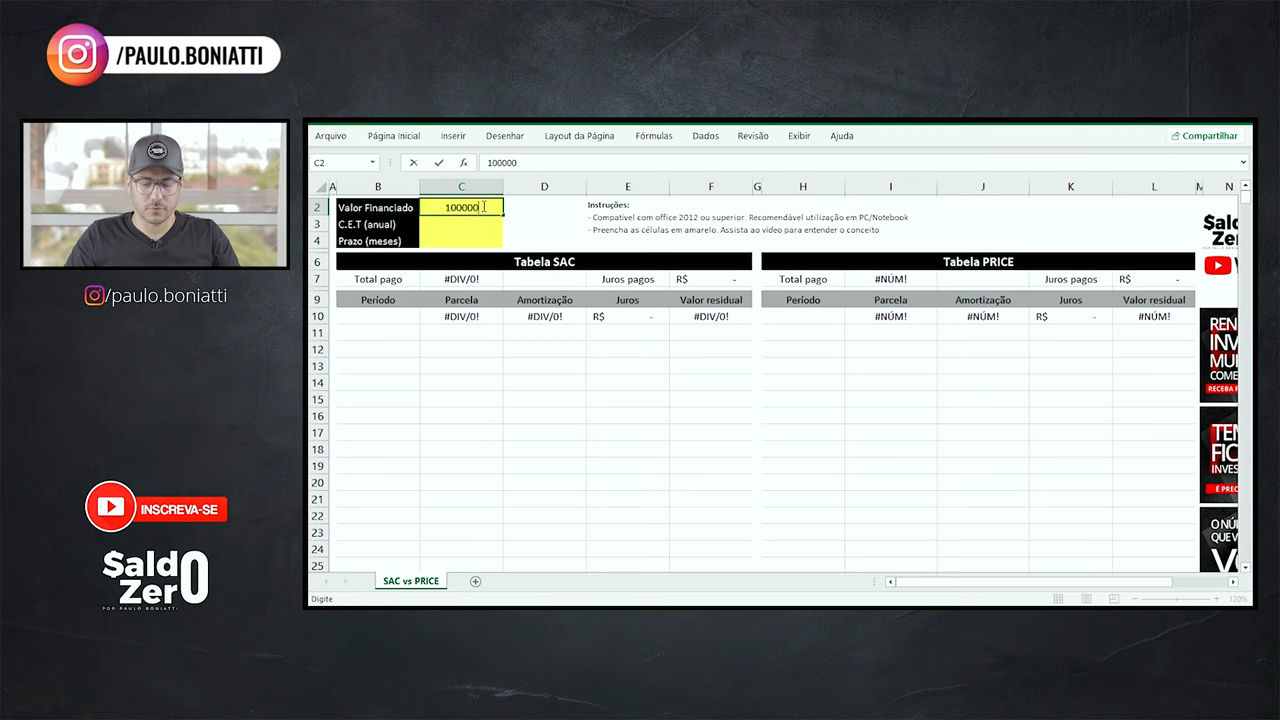 /PAULO.BONIATTI
/paulo.boniatti
INSCREVA-SE
$ald0
Zer0
POR PAULO BONIATTI
Arquivo Página Inicial Inserir Desenhar Layout da Página Fórmulas Dados Revisão Exibir Ajuda Compartilhar
C2 fx 100000
A B C D E F G H I J K L M N
2 Valor Financiado 100000 Instruções:
3 C.E.T (anual) - Compatível com office 2012 ou superior. Recomendável utilização em PC/Notebook
4 Prazo (meses) - Preencha as células em amarelo. Assista ao vídeo para entender o conceito
6 Tabela SAC Tabela PRICE
7 Total pago #DIV/0! Juros pagos R$ - Total pago #NÚM! Juros pagos R$ -
9 Período Parcela Amortização Juros Valor residual Período Parcela Amortização Juros Valor residual
10 #DIV/0! #DIV/0! R$ - #DIV/0! #NÚM! #NÚM! R$ - #NÚM!
11
12
13
14
15
16
17
18
19
20
21
22
23
24
25
SAC vs PRICE
Digite 120%